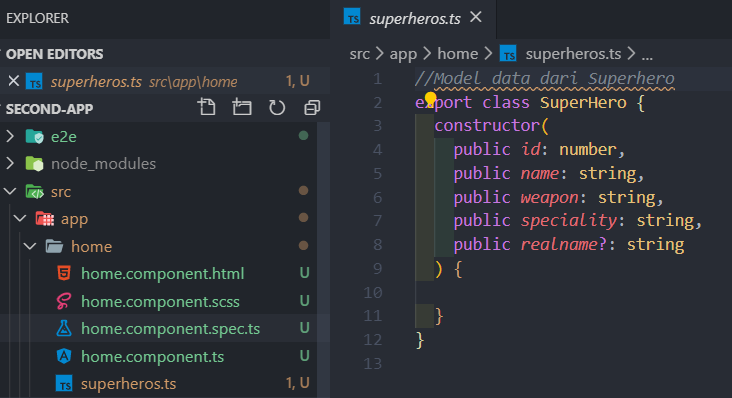 EXPLORER
OPEN EDITORS
superheros.ts src\app\home 1, U
SECOND-APP
e2e
node_modules
src
app
home
home.component.html U
home.component.scss U
home.component.spec.ts U
home.component.ts U
TS superheros.ts 1, U
TS superheros.ts
src > app > home > TS superheros.ts > ...
1 //Model data dari Superhero
2 export class SuperHero {
3 constructor(
4 public id: number,
5 public name: string,
6 public weapon: string,
7 public speciality: string,
8 public realname?: string
9 ) {
10
11 }
12 }
13